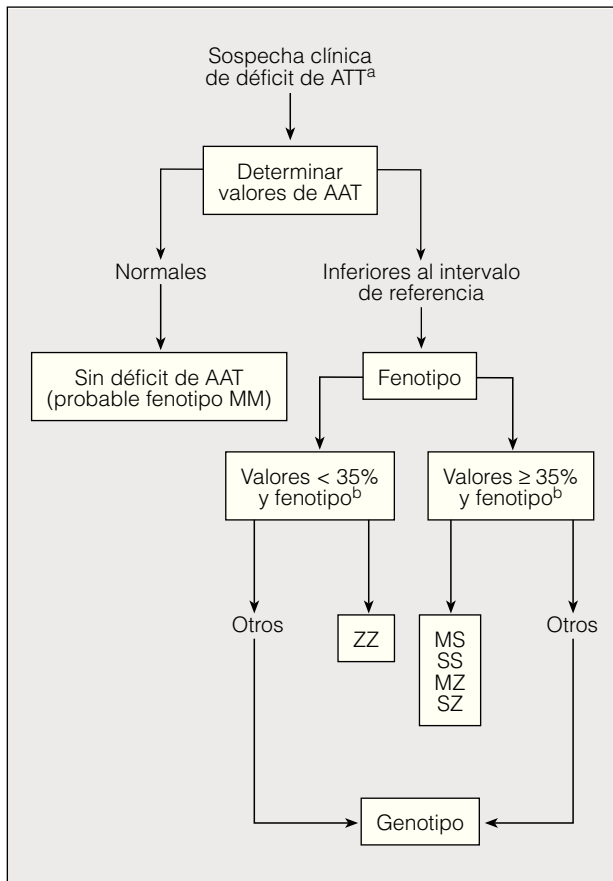 Sospecha clínica
de déficit de ATTᵃ
Determinar
valores de AAT
Normales
Inferiores al intervalo
de referencia
Sin déficit de AAT
(probable fenotipo MM)
Fenotipo
Valores < 35%
y fenotipoᵇ
Valores ≥ 35%
y fenotipoᵇ
Otros
ZZ
MS
SS
MZ
SZ
Otros
Genotipo